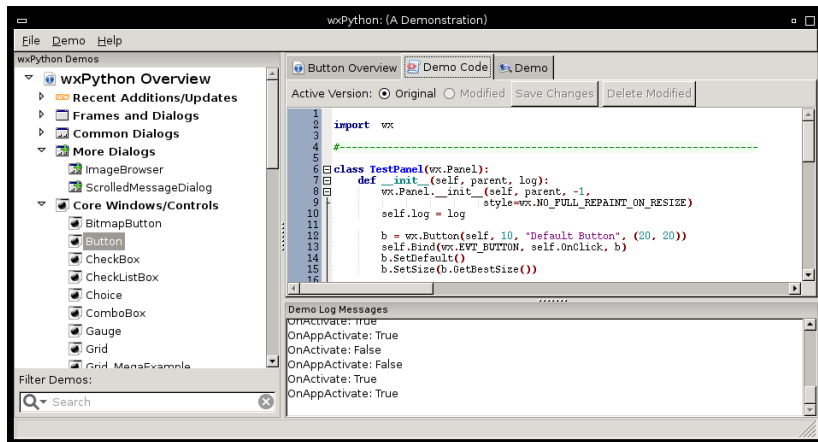 wxPython: (A Demonstration)
File Demo Help
wxPython Demos
wxPython Overview
Recent Additions/Updates
Frames and Dialogs
Common Dialogs
More Dialogs
ImageBrowser
ScrolledMessageDialog
Core Windows/Controls
BitmapButton
Button
CheckBox
CheckListBox
Choice
ComboBox
Gauge
Grid
Grid_MegaExample
Filter Demos:
Search
Button Overview Demo Code Demo
Active Version: Original Modified Save Changes Delete Modified
1
2 import wx
3
4 #----------------------------------------------------------------------
5
6 class TestPanel(wx.Panel):
7 def __init__(self, parent, log):
8 wx.Panel.__init__(self, parent, -1,
9 style=wx.NO_FULL_REPAINT_ON_RESIZE)
10 self.log = log
11
12 b = wx.Button(self, 10, "Default Button", (20, 20))
13 self.Bind(wx.EVT_BUTTON, self.OnClick, b)
14 b.SetDefault()
15 b.SetSize(b.GetBestSize())
16
Demo Log Messages
OnActivate: True
OnAppActivate: True
OnActivate: False
OnAppActivate: False
OnActivate: True
OnAppActivate: True